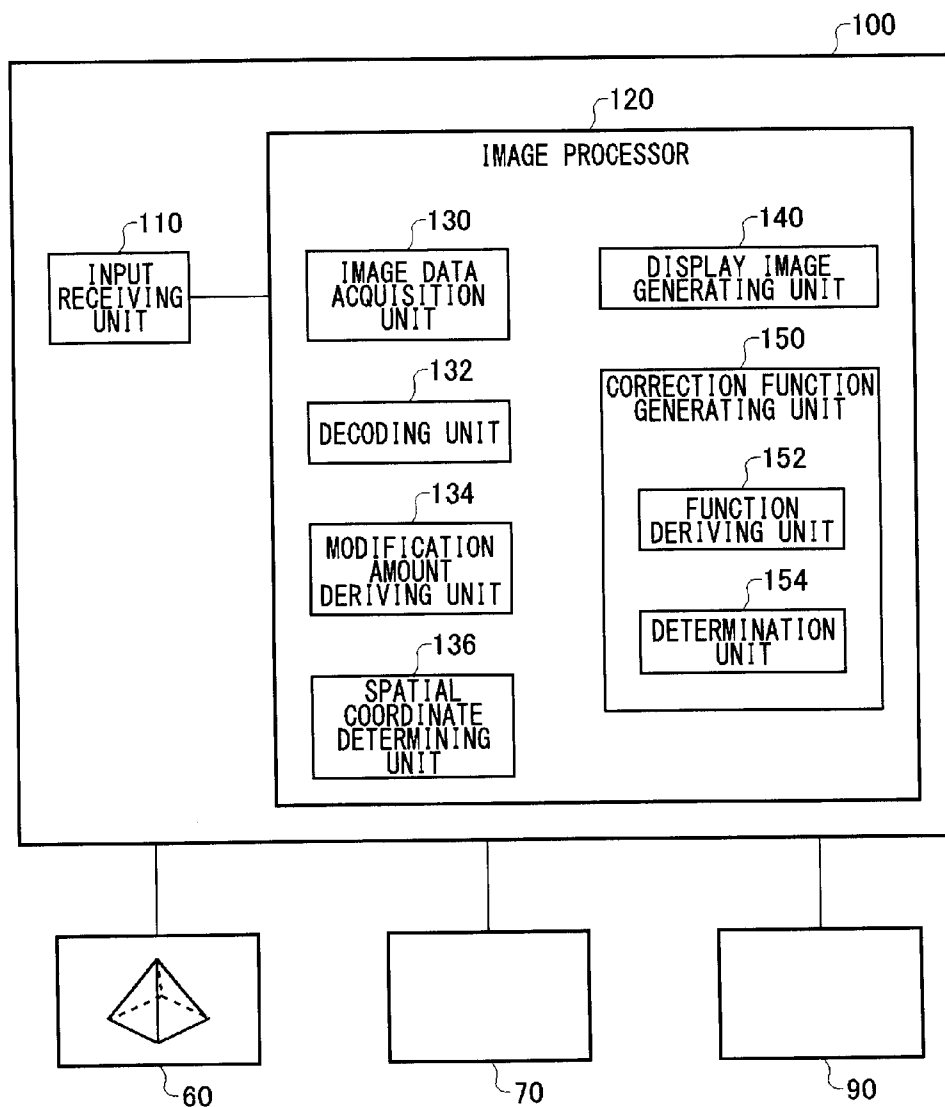 100
120
IMAGE PROCESSOR
110
INPUT
RECEIVING
UNIT
130
IMAGE DATA
ACQUISITION
UNIT
140
DISPLAY IMAGE
GENERATING UNIT
132
DECODING UNIT
150
CORRECTION FUNCTION
GENERATING UNIT
134
MODIFICATION
AMOUNT
DERIVING UNIT
152
FUNCTION
DERIVING UNIT
136
SPATIAL
COORDINATE
DETERMINING
UNIT
154
DETERMINATION
UNIT
60
70
90